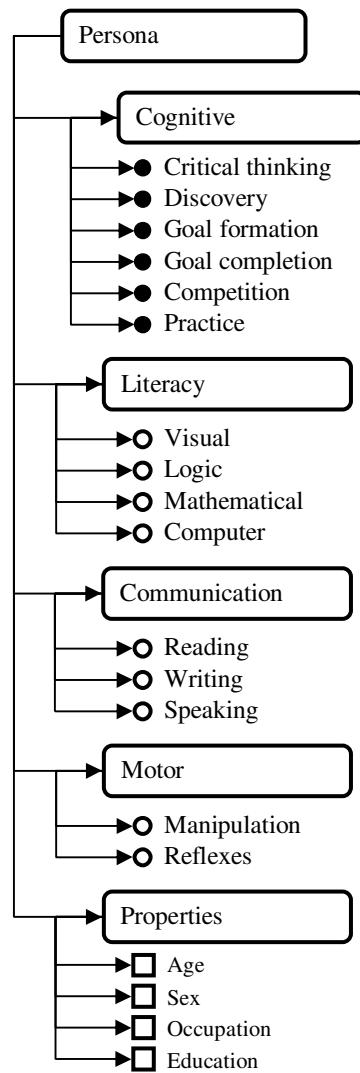 Persona
Cognitive
Critical thinking
Discovery
Goal formation
Goal completion
Competition
Practice
Literacy
Visual
Logic
Mathematical
Computer
Communication
Reading
Writing
Speaking
Motor
Manipulation
Reflexes
Properties
Age
Sex
Occupation
Education